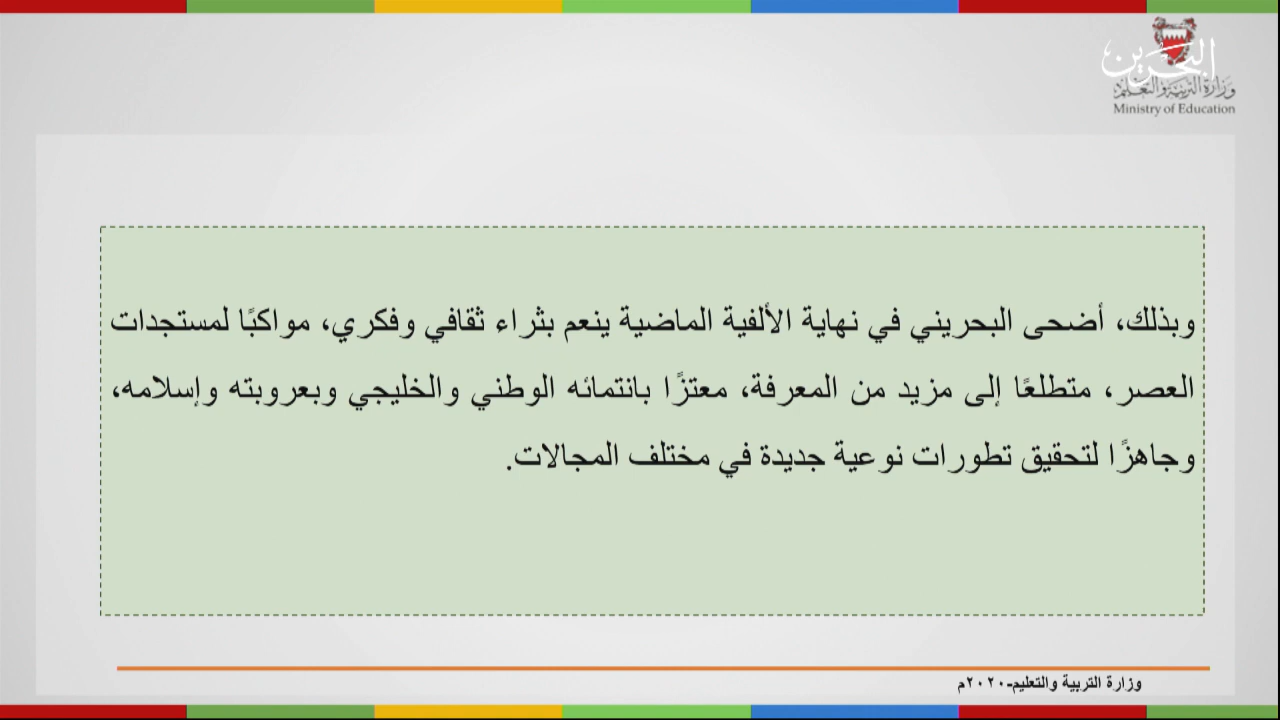 البحرين
وزارة التربية والتعليم
Ministry of Education
وبذلك، أضحى البحريني في نهاية الألفية الماضية ينعم بثراء ثقافي وفكري، مواكبًا لمستجدات
العصر، متطلعًا إلى مزيد من المعرفة، معتزًا بانتمائه الوطني والخليجي وبعروبته وإسلامه،
وجاهزًا لتحقيق تطورات نوعية جديدة في مختلف المجالات.
وزارة التربية والتعليم-٢٠٢٠م